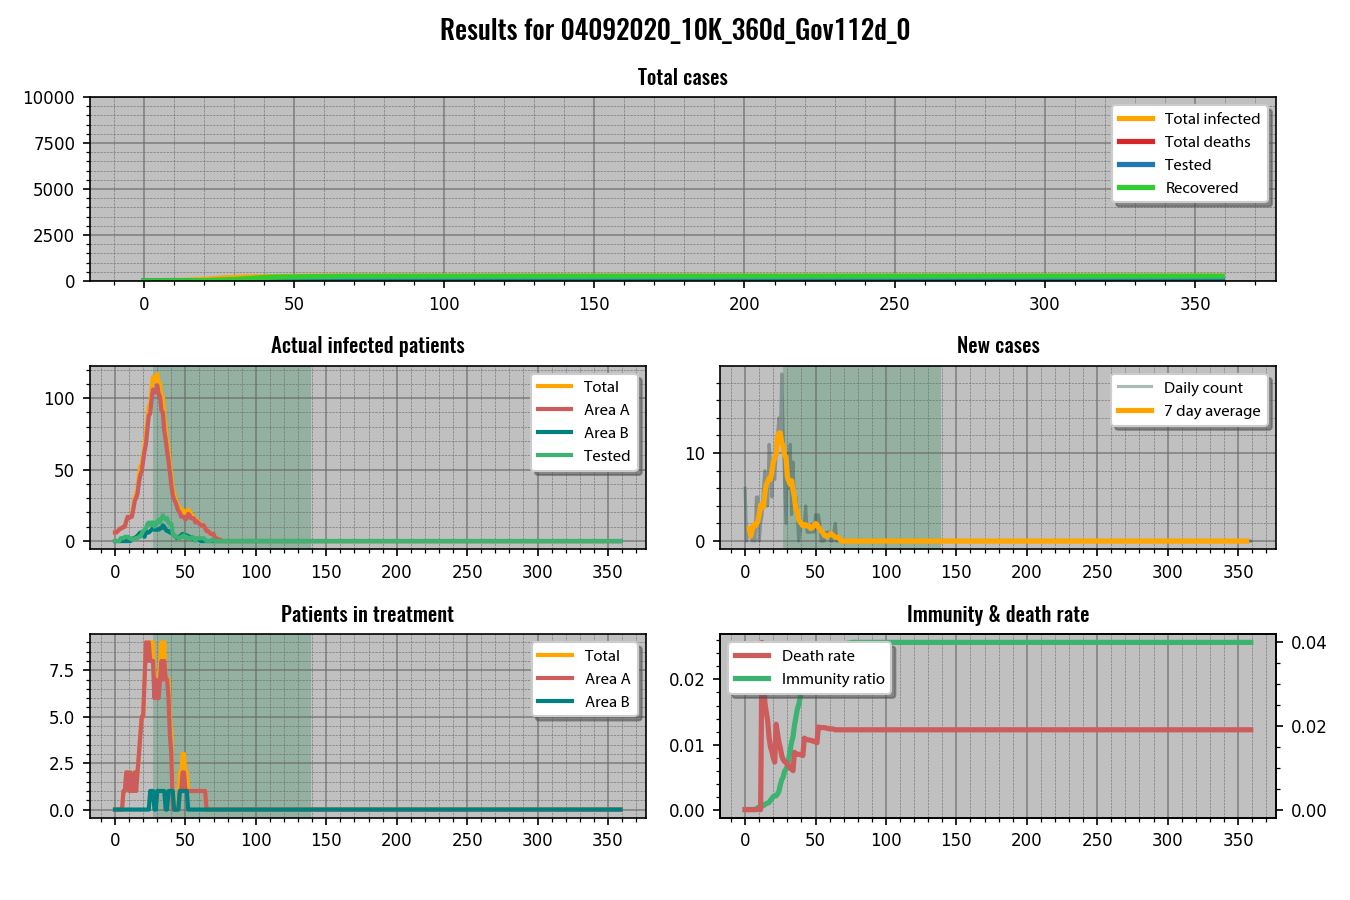 Results for 04092020_10K_360d_Gov112d_0
Total cases
10000
7500
5000
2500
0
0 50 100 150 200 250 300 350
Total infected
Total deaths
Tested
Recovered
Actual infected patients
100
50
0
0 50 100 150 200 250 300 350
Total
Area A
Area B
Tested
New cases
10
0
0 50 100 150 200 250 300 350
Daily count
7 day average
Patients in treatment
7.5
5.0
2.5
0.0
0 50 100 150 200 250 300 350
Total
Area A
Area B
Immunity & death rate
0.02
0.01
0.00
0 50 100 150 200 250 300 350
0.04
0.02
0.00
Death rate
Immunity ratio